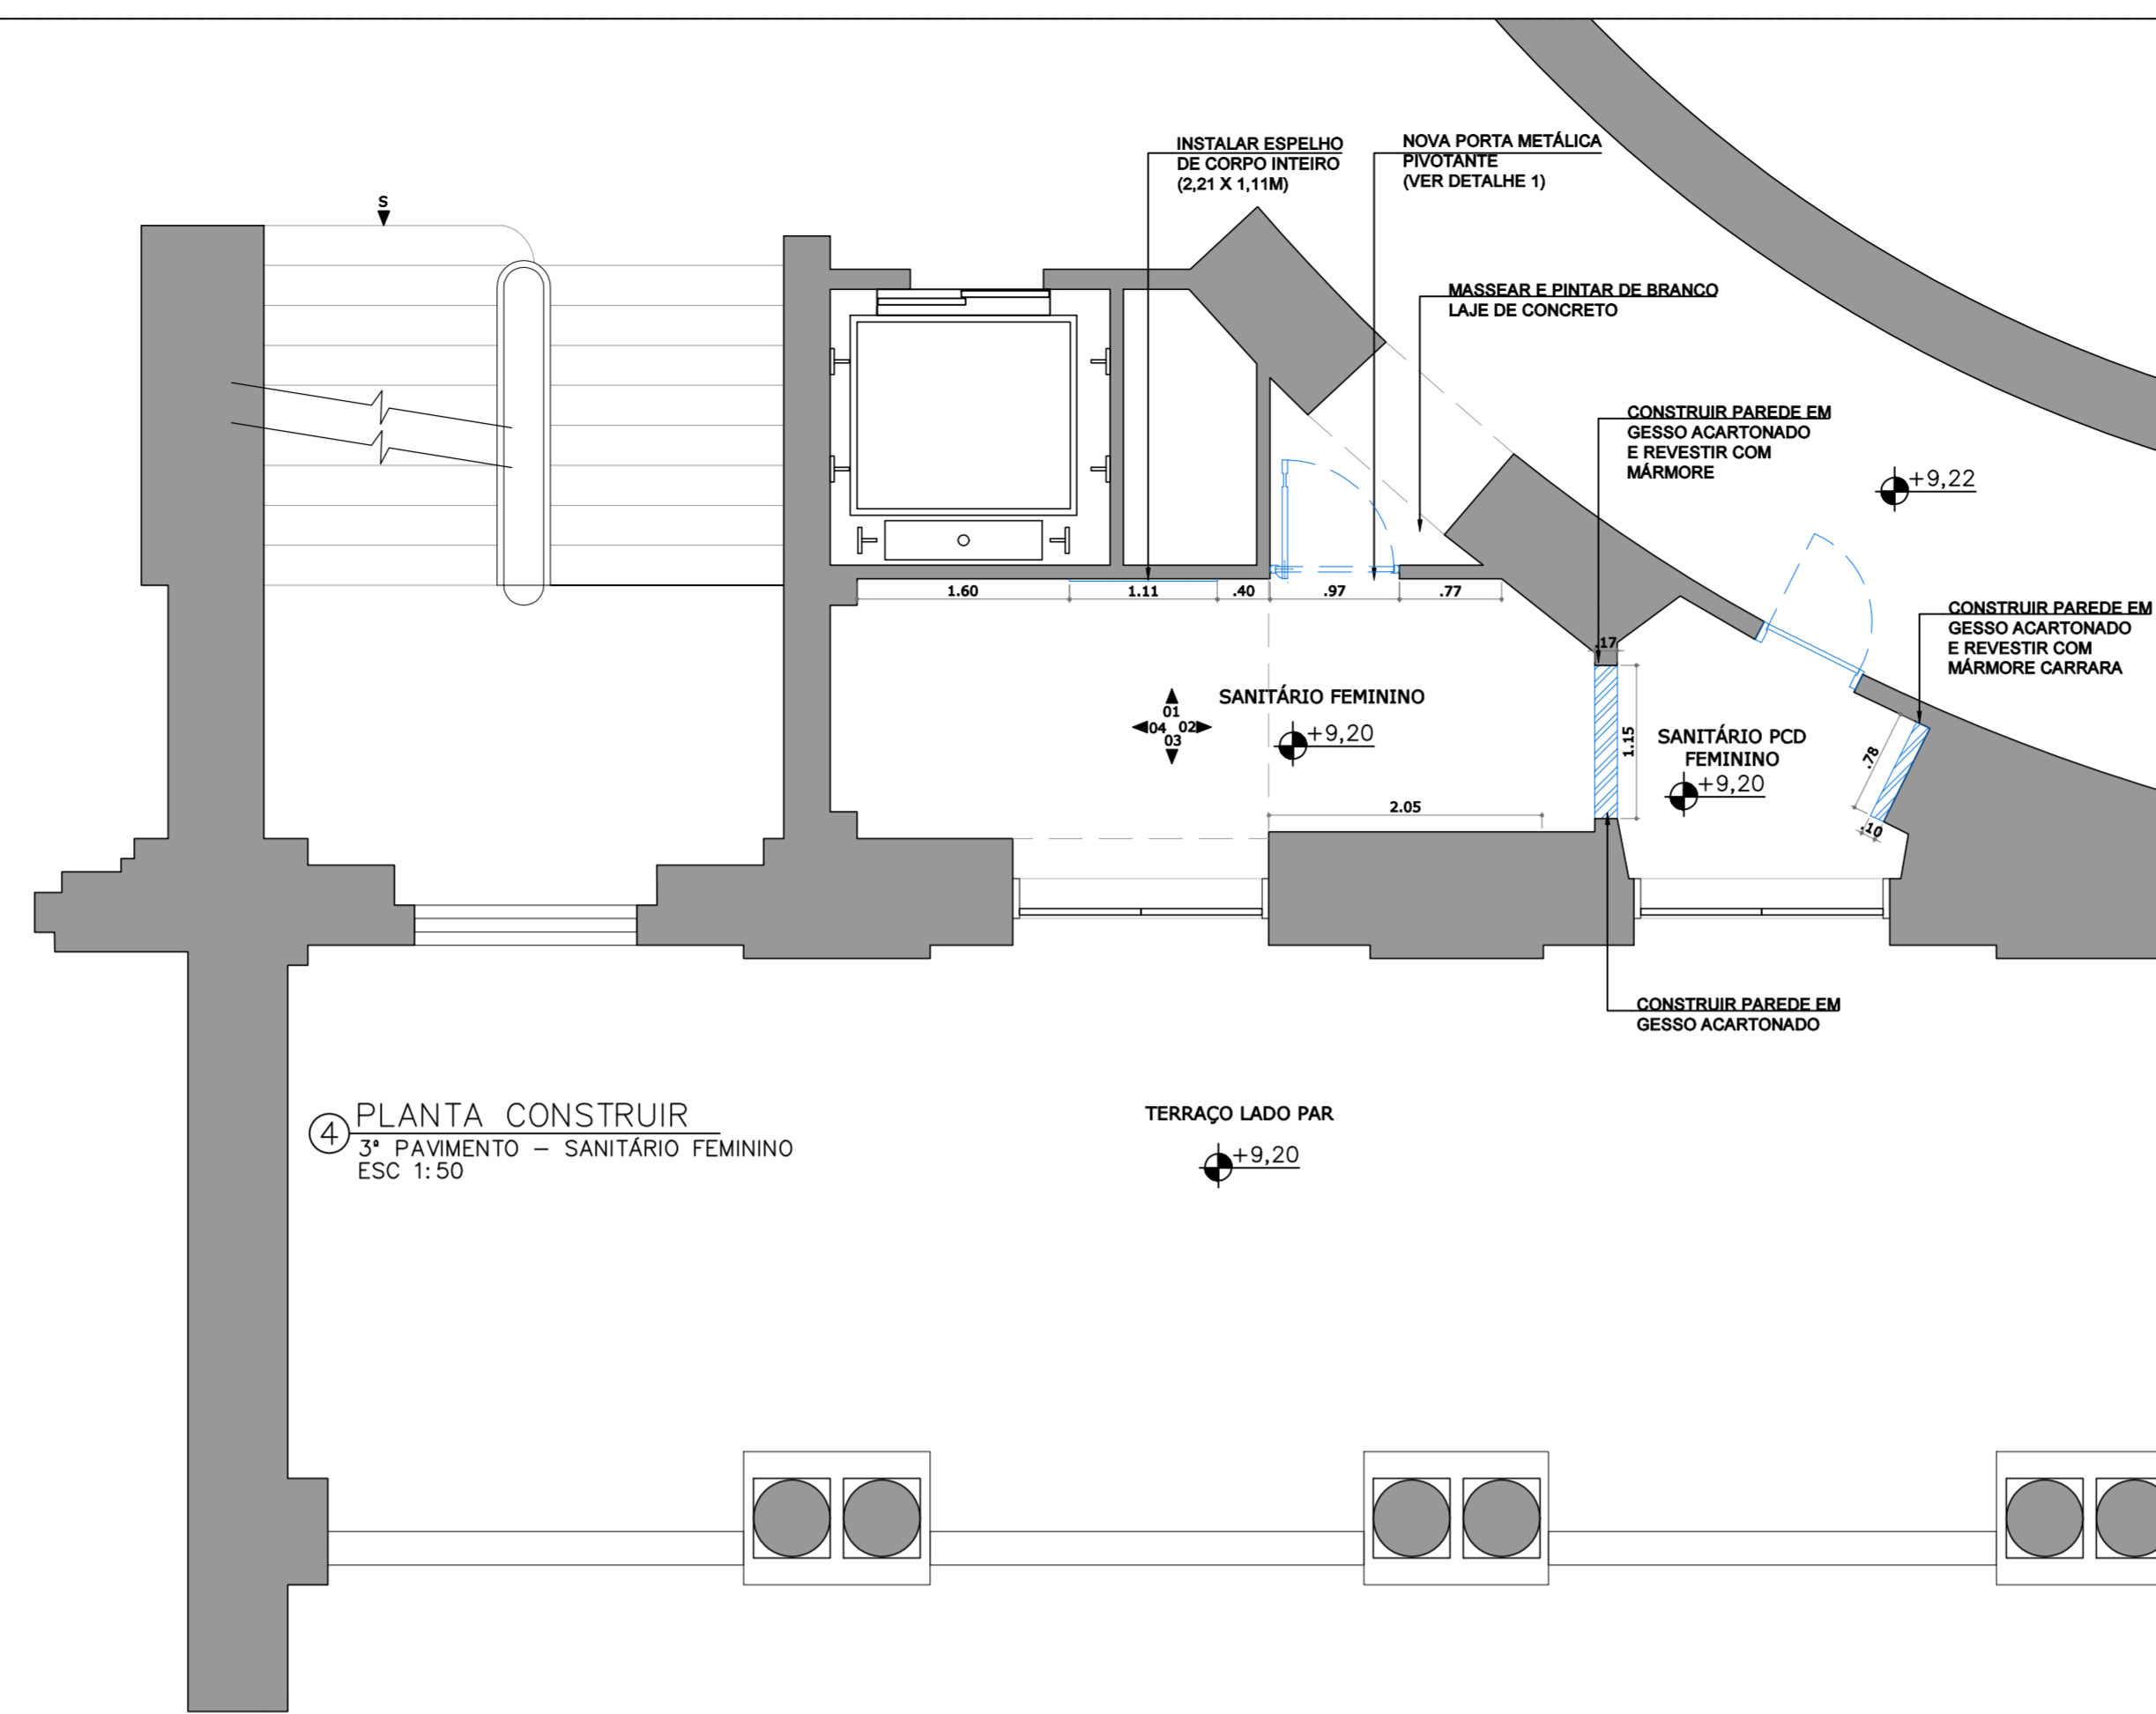 INSTALAR ESPELHO
DE CORPO INTEIRO
(2,21 X 1,11M)
NOVA PORTA METÁLICA
PIVOTANTE
(VER DETALHE 1)
S
MASSEAR E PINTAR DE BRANCO
LAJE DE CONCRETO
CONSTRUIR PAREDE EM
GESSO ACARTONADO
E REVESTIR COM
MÁRMORE
+9,22
1.60
1.11
.40
.97
.77
CONSTRUIR PAREDE EM
GESSO ACARTONADO
E REVESTIR COM
MÁRMORE CARRARA
.17
01
04 02
03
SANITÁRIO FEMININO
+9,20
1.15
SANITÁRIO PCD
FEMININO
+9,20
.78
.10
2.05
CONSTRUIR PAREDE EM
GESSO ACARTONADO
4 PLANTA CONSTRUIR
3ª PAVIMENTO – SANITÁRIO FEMININO
ESC 1:50
TERRAÇO LADO PAR
+9,20